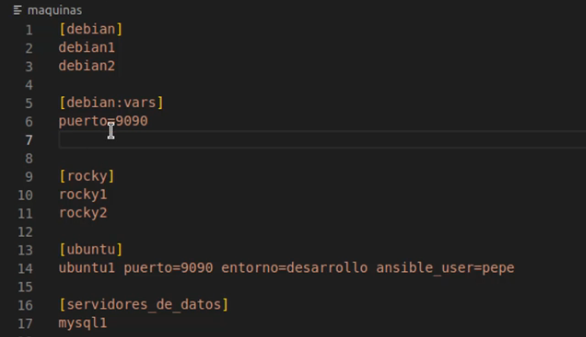 maquinas
1 [debian]
2 debian1
3 debian2
4
5 [debian:vars]
6 puerto=9090
7
8
9 [rocky]
10 rocky1
11 rocky2
12
13 [ubuntu]
14 ubuntu1 puerto=9090 entorno=desarrollo ansible_user=pepe
15
16 [servidores_de_datos]
17 mysql1